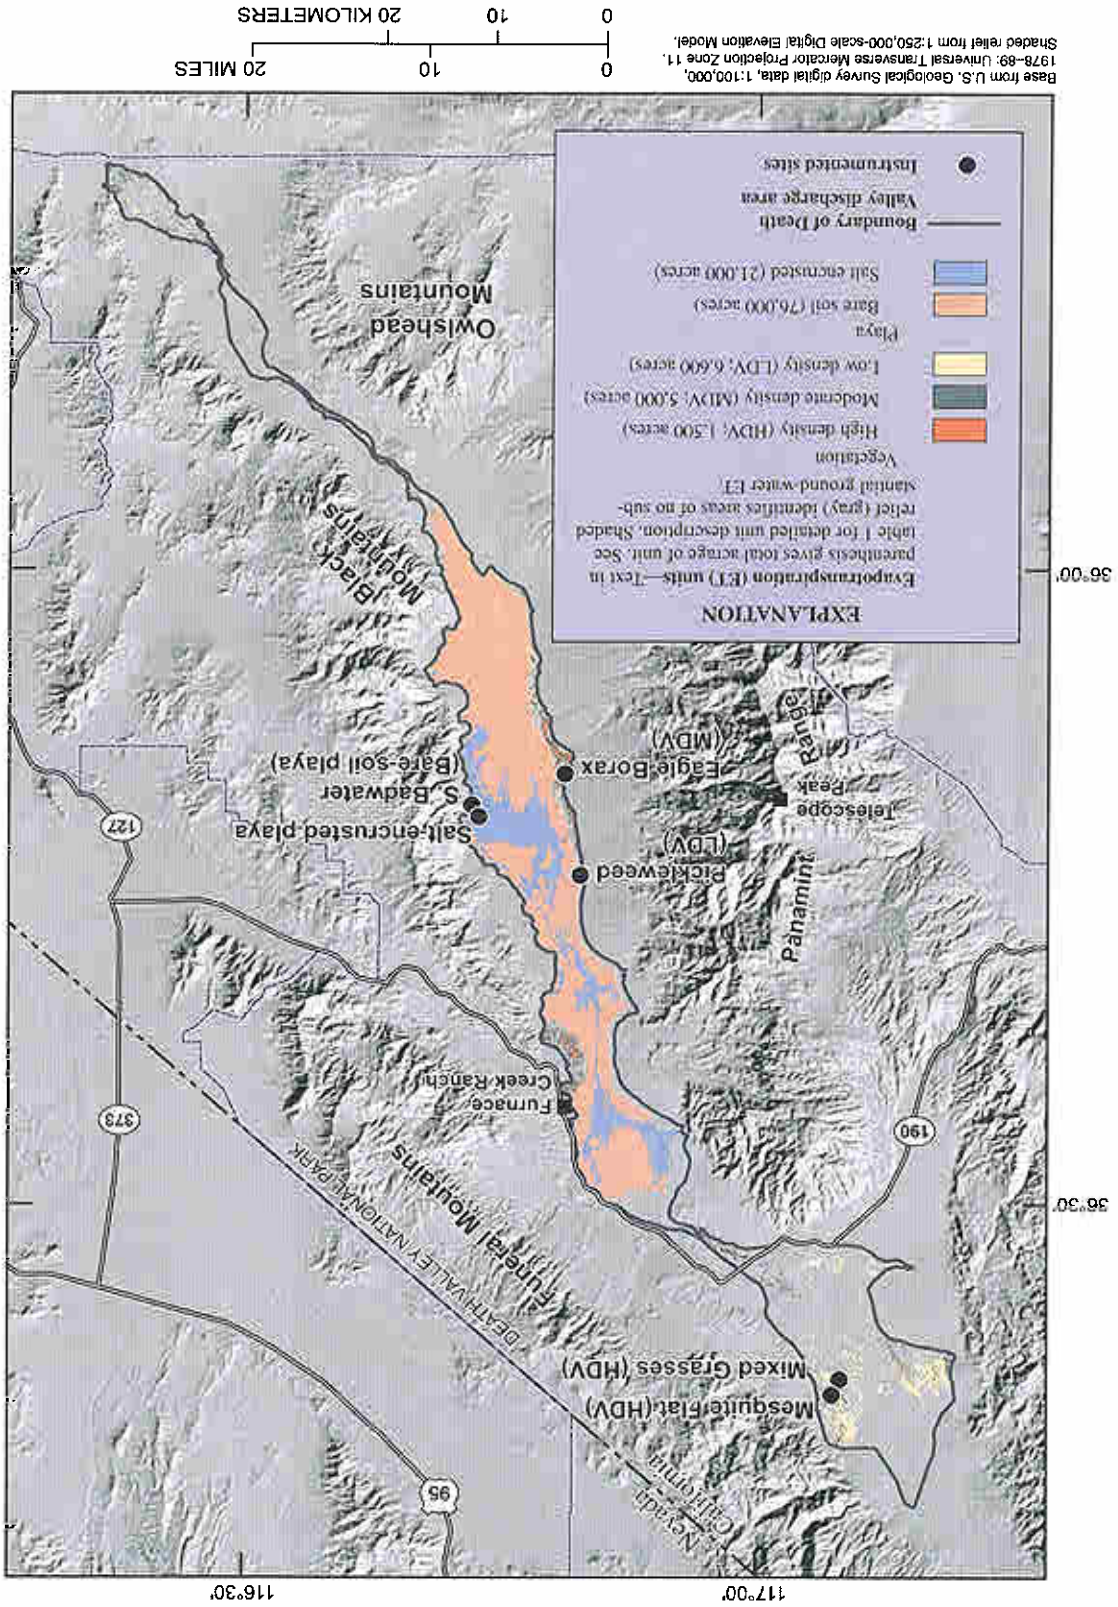 117°00'
116°30'
Nevada
California
95
Mesquite Flat (HDV)
Mixed Grasses (HDV)
DEATH VALLEY NATIONAL PARK
Funeral Moutains
36°30'
190
373
Furnace
Creek Ranch
Panamint
Range
Pickleweed
(LDV)
127
Telescope
Peak
Salt-encrusted playa
S. Badwater
(Bare-soil playa)
Eagle Borax
(MDV)
36°00'
Black
Mountains
Owlshead
Mountains
EXPLANATION
Evapotranspiration (ET) units—Text in
parenthesis gives total acrage of unit. See
table 1 for detailed unit description. Shaded
relief (gray) identifies areas of no sub-
stantial ground-water ET
Vegetation
High density (HDV; 1,500 acres)
Moderate density (MDV; 5,000 acres)
Low density (LDV; 6,600 acres)
Playa
Bare soil (76,000 acres)
Salt encrusted (21,000 acres)
Boundary of Death
Valley discharge area
Instrumented sites
Base from U.S. Geological Survey digital data, 1:100,000,
1978–89: Universal Transverse Mercator Projection Zone 11.
Shaded relief from 1:250,000-scale Digital Elevation Model.
0 10 20 MILES
0 10 20 KILOMETERS